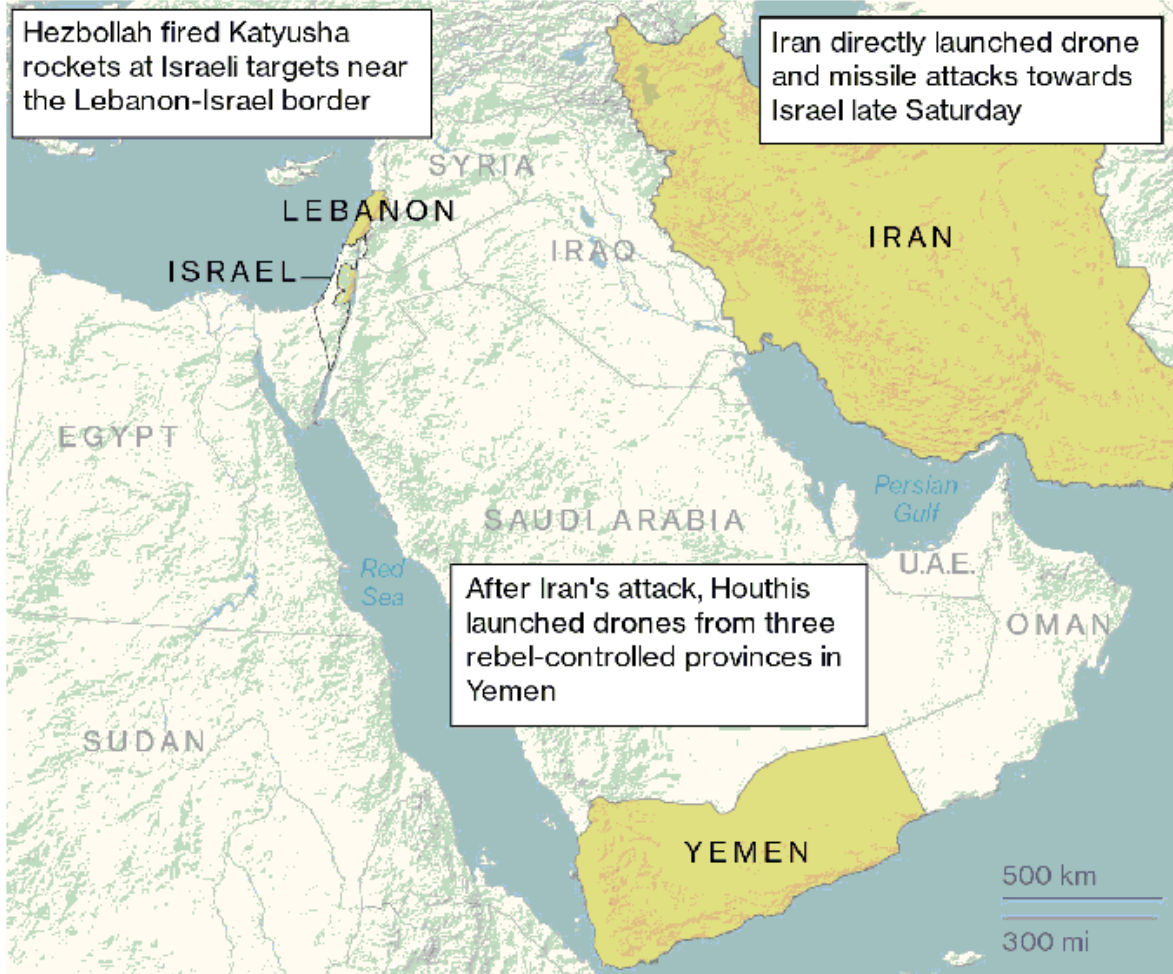 Hezbollah fired Katyusha
rockets at Israeli targets near
the Lebanon-Israel border
Iran directly launched drone
and missile attacks towards
Israel late Saturday
SYRIA
LEBANON
IRAQ
IRAN
ISRAEL
EGYPT
Persian
Gulf
SAUDI ARABIA
Red
Sea
U.A.E.
After Iran's attack, Houthis
launched drones from three
rebel-controlled provinces in
Yemen
OMAN
SUDAN
YEMEN
500 km
300 mi